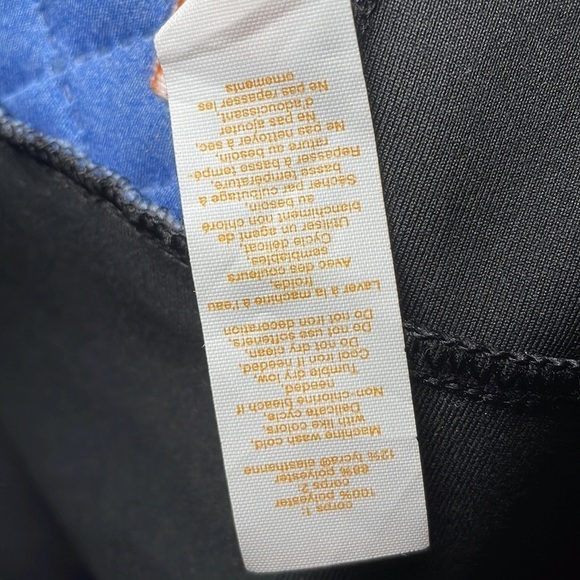 corps 1:
100% polyester
corps 2
88% polyester
12% lycra® elasthanne
Machine wash cold.
with like colors.
Delicate cycle.
Non-chlorine bleach if
needed.
Tumble dry low.
Cool iron if needed.
Do not dry clean.
Do not use softeners.
Do not iron decoration
Laver à la machine à l'eau
froide.
Avec des couleurs
semblables
Cycle délicat,
Utiliser un agent de
blanchiment non chloré
au besoin.
Sécher par culbutage à
basse température
Repasser à basse tempé-
rature au besoin.
Ne pas nettoyer à sec.
Ne pas ajouter
d'adoucissant
Ne pas repasser les
ornements